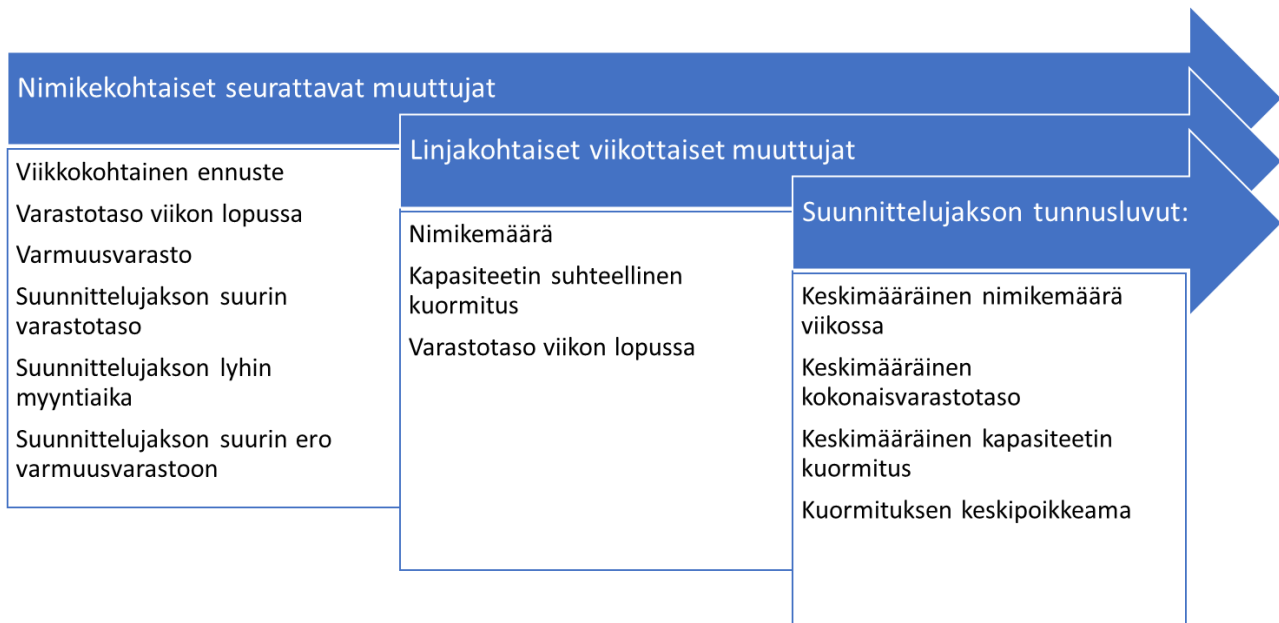 Nimikekohtaiset seurattavat muuttujat
Viikkokohtainen ennuste
Varastotaso viikon lopussa
Varmuusvarasto
Suunnittelujakson suurin
varastotaso
Suunnittelujakson lyhin
myyntiaika
Suunnittelujakson suurin ero
varmuusvarastoon
Linjakohtaiset viikottaiset muuttujat
Nimikemäärä
Kapasiteetin suhteellinen
kuormitus
Varastotaso viikon lopussa
Suunnittelujakson tunnusluvut:
Keskimääräinen nimikemäärä
viikossa
Keskimääräinen
kokonaisvarastotaso
Keskimääräinen kapasiteetin
kuormitus
Kuormituksen keskipoikkeama